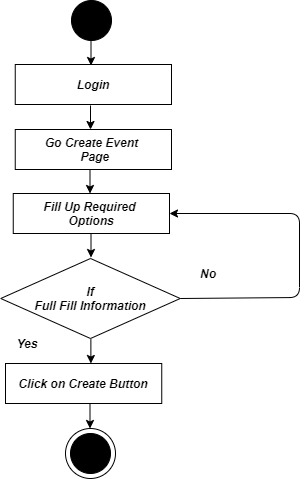 Login
Go Create Event
Page
Fill Up Required
Options
If
Full Fill Information
No
Yes
Click on Create Button